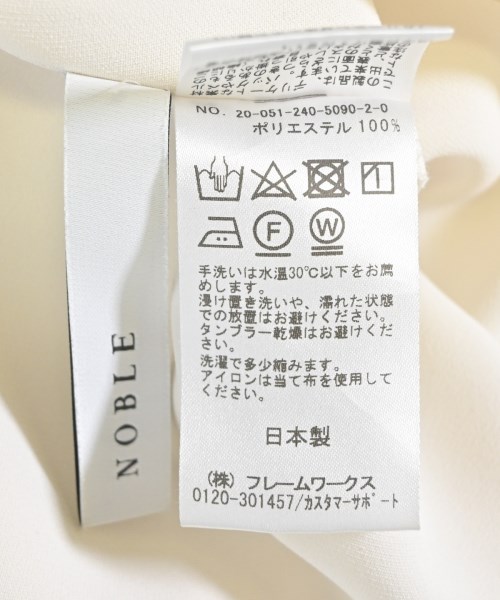 NO. 20-051-240-5090-2-0
ポリエステル 100%
手洗いは水温30℃以下をお薦
めします。
浸け置き洗いや、濡れた状態
での放置はお避けください。
タンブラー乾燥はお避けくださ
い。
洗濯で多少縮みます。
アイロンは当て布を使用して
ください。
日本製
(株) フレームワークス
0120-301457/カスタマーサポート
NOBLE